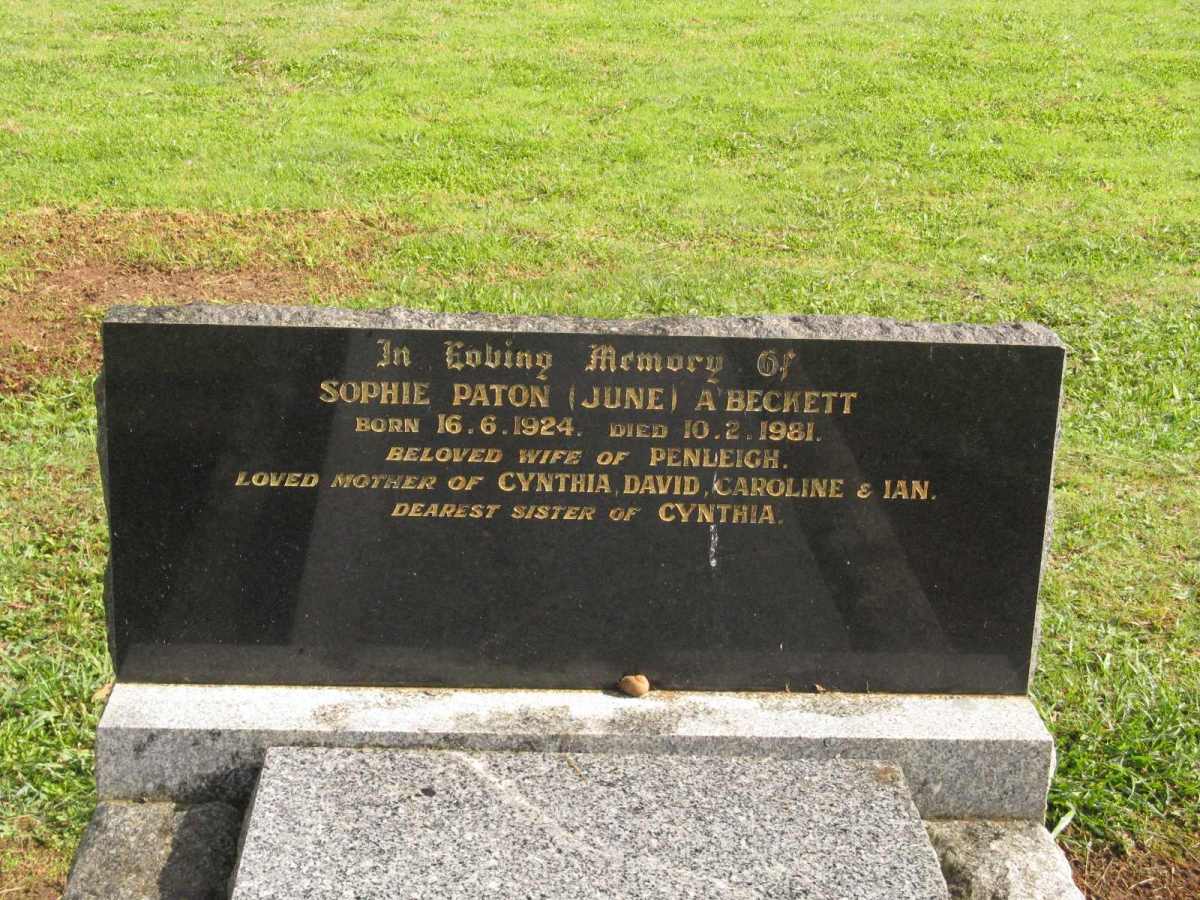 In Loving Memory Of
SOPHIE PATON (JUNE) A'BECKETT
BORN 16.6.1924. DIED 10.2.1981.
BELOVED WIFE OF PENLEIGH.
LOVED MOTHER OF CYNTHIA, DAVID, CAROLINE & IAN.
DEAREST SISTER OF CYNTHIA.